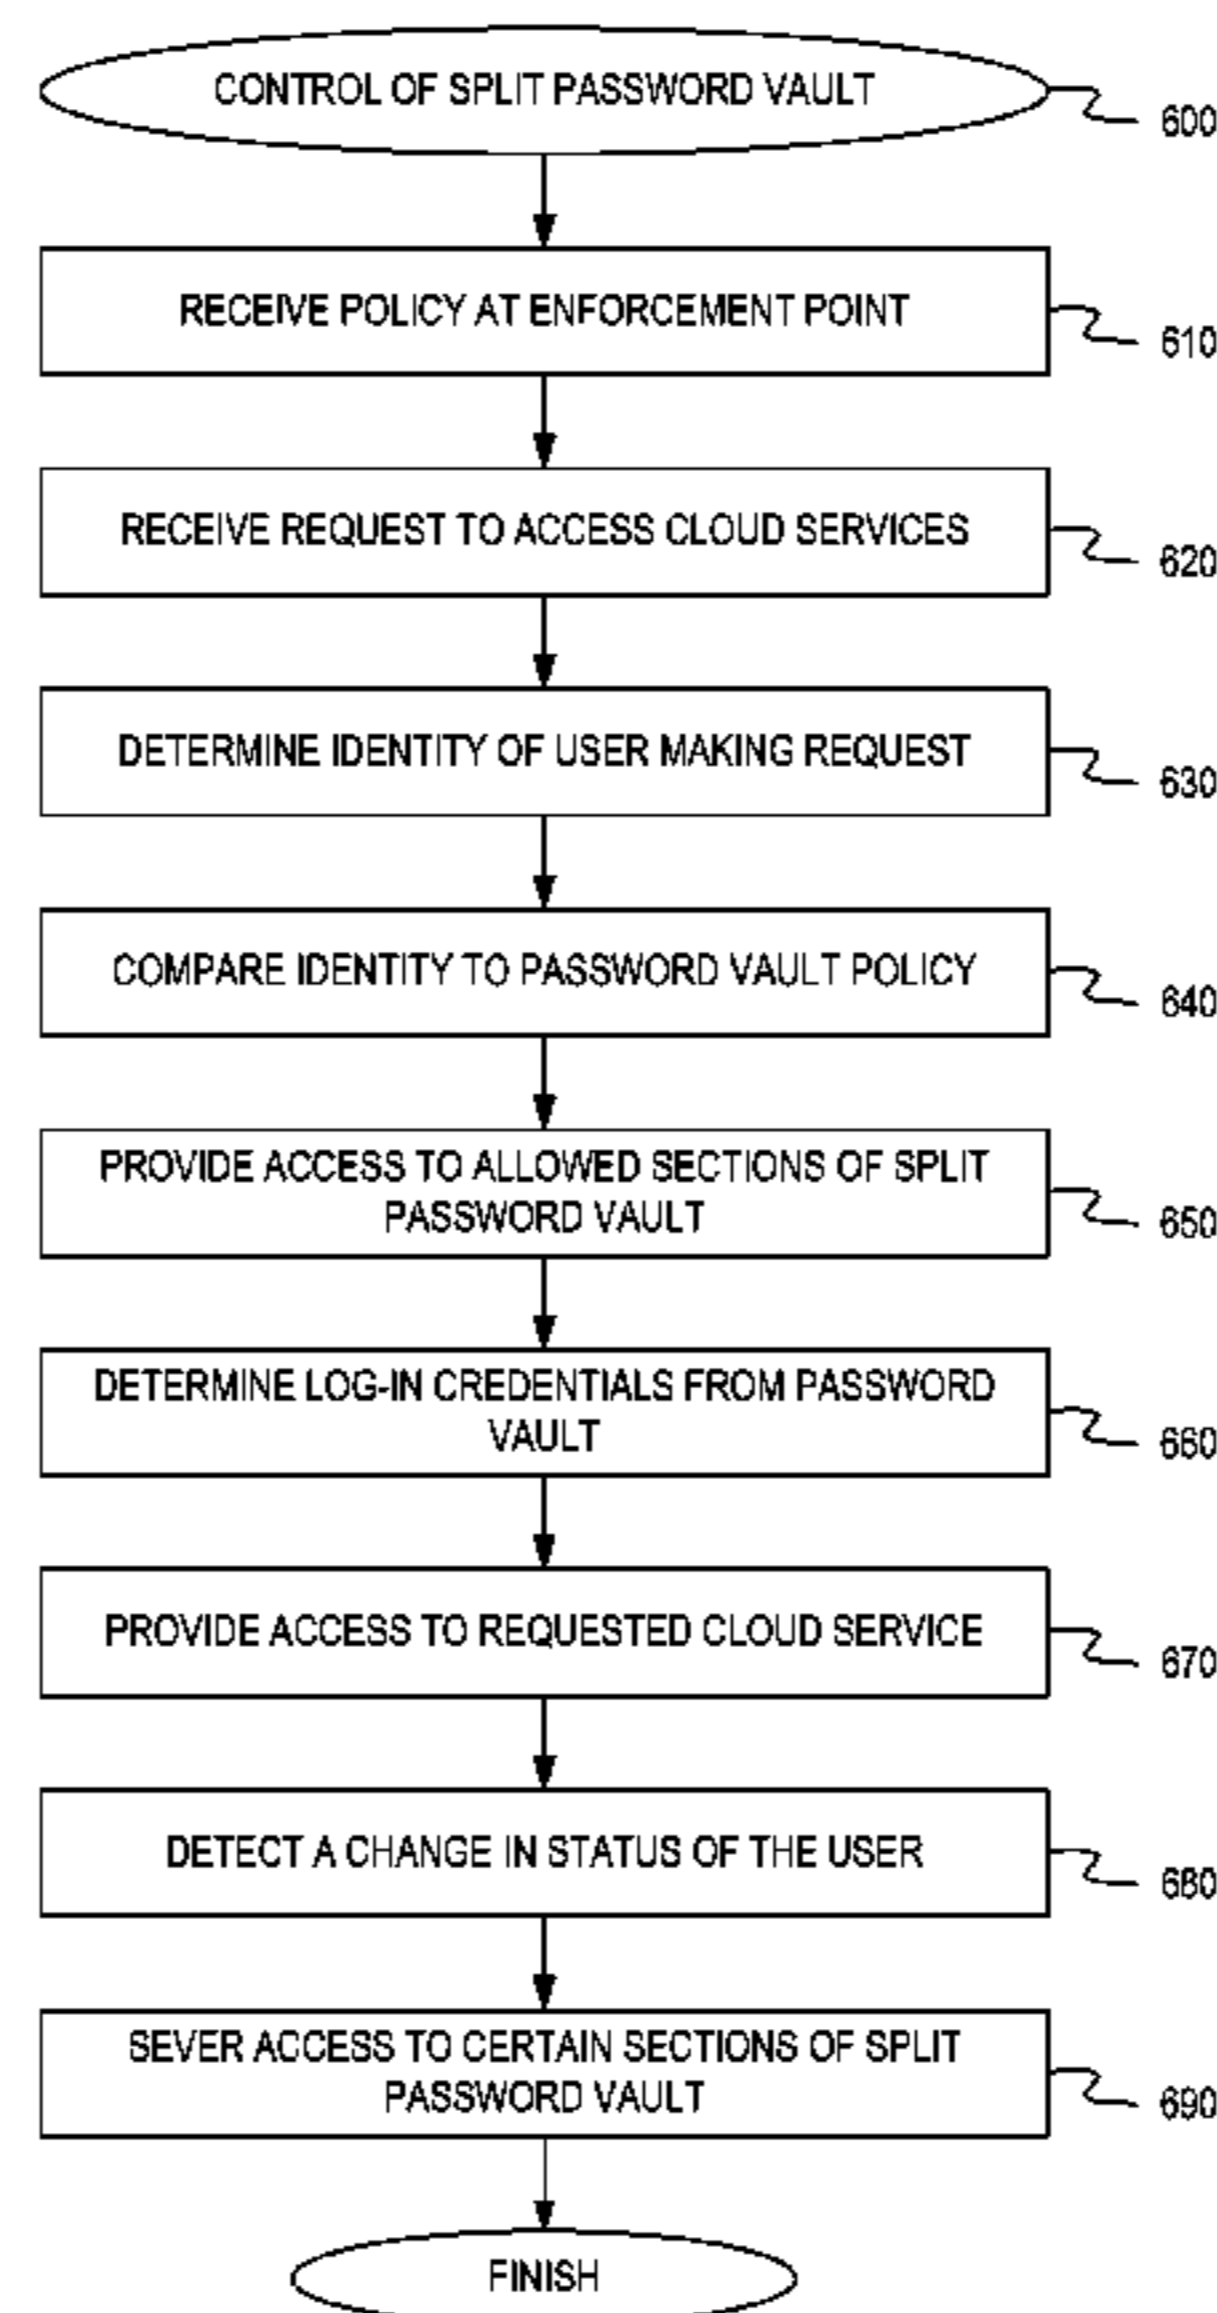 CONTROL OF SPLIT PASSWORD VAULT
600
RECEIVE POLICY AT ENFORCEMENT POINT
610
RECEIVE REQUEST TO ACCESS CLOUD SERVICES
620
DETERMINE IDENTITY OF USER MAKING REQUEST
630
COMPARE IDENTITY TO PASSWORD VAULT POLICY
640
PROVIDE ACCESS TO ALLOWED SECTIONS OF SPLIT
PASSWORD VAULT
650
DETERMINE LOG-IN CREDENTIALS FROM PASSWORD
VAULT
660
PROVIDE ACCESS TO REQUESTED CLOUD SERVICE
670
DETECT A CHANGE IN STATUS OF THE USER
680
SEVER ACCESS TO CERTAIN SECTIONS OF SPLIT
PASSWORD VAULT
690
FINISH